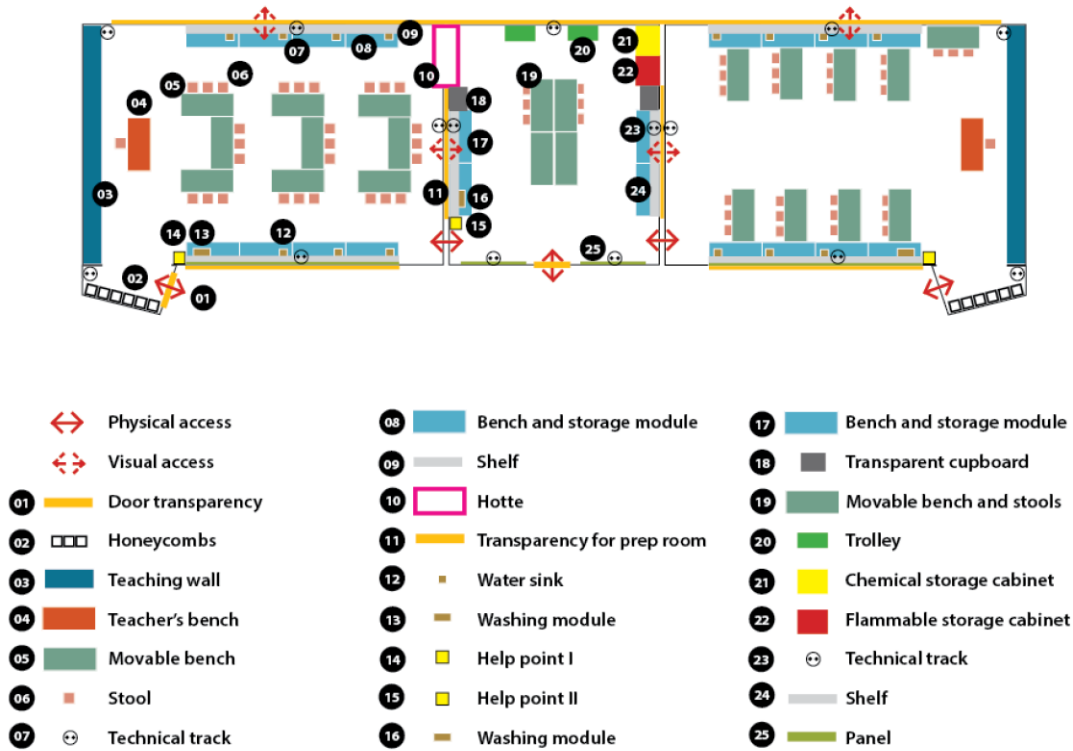 09
07
08
21
20
06
10
22
05
19
04
18
23
17
03
11
16
24
15
14
13
12
25
02
01
Physical access
Visual access
01 Door transparency
02 Honeycombs
03 Teaching wall
04 Teacher's bench
05 Movable bench
06 Stool
07 Technical track
08 Bench and storage module
09 Shelf
10 Hotte
11 Transparency for prep room
12 Water sink
13 Washing module
14 Help point I
15 Help point II
16 Washing module
17 Bench and storage module
18 Transparent cupboard
19 Movable bench and stools
20 Trolley
21 Chemical storage cabinet
22 Flammable storage cabinet
23 Technical track
24 Shelf
25 Panel